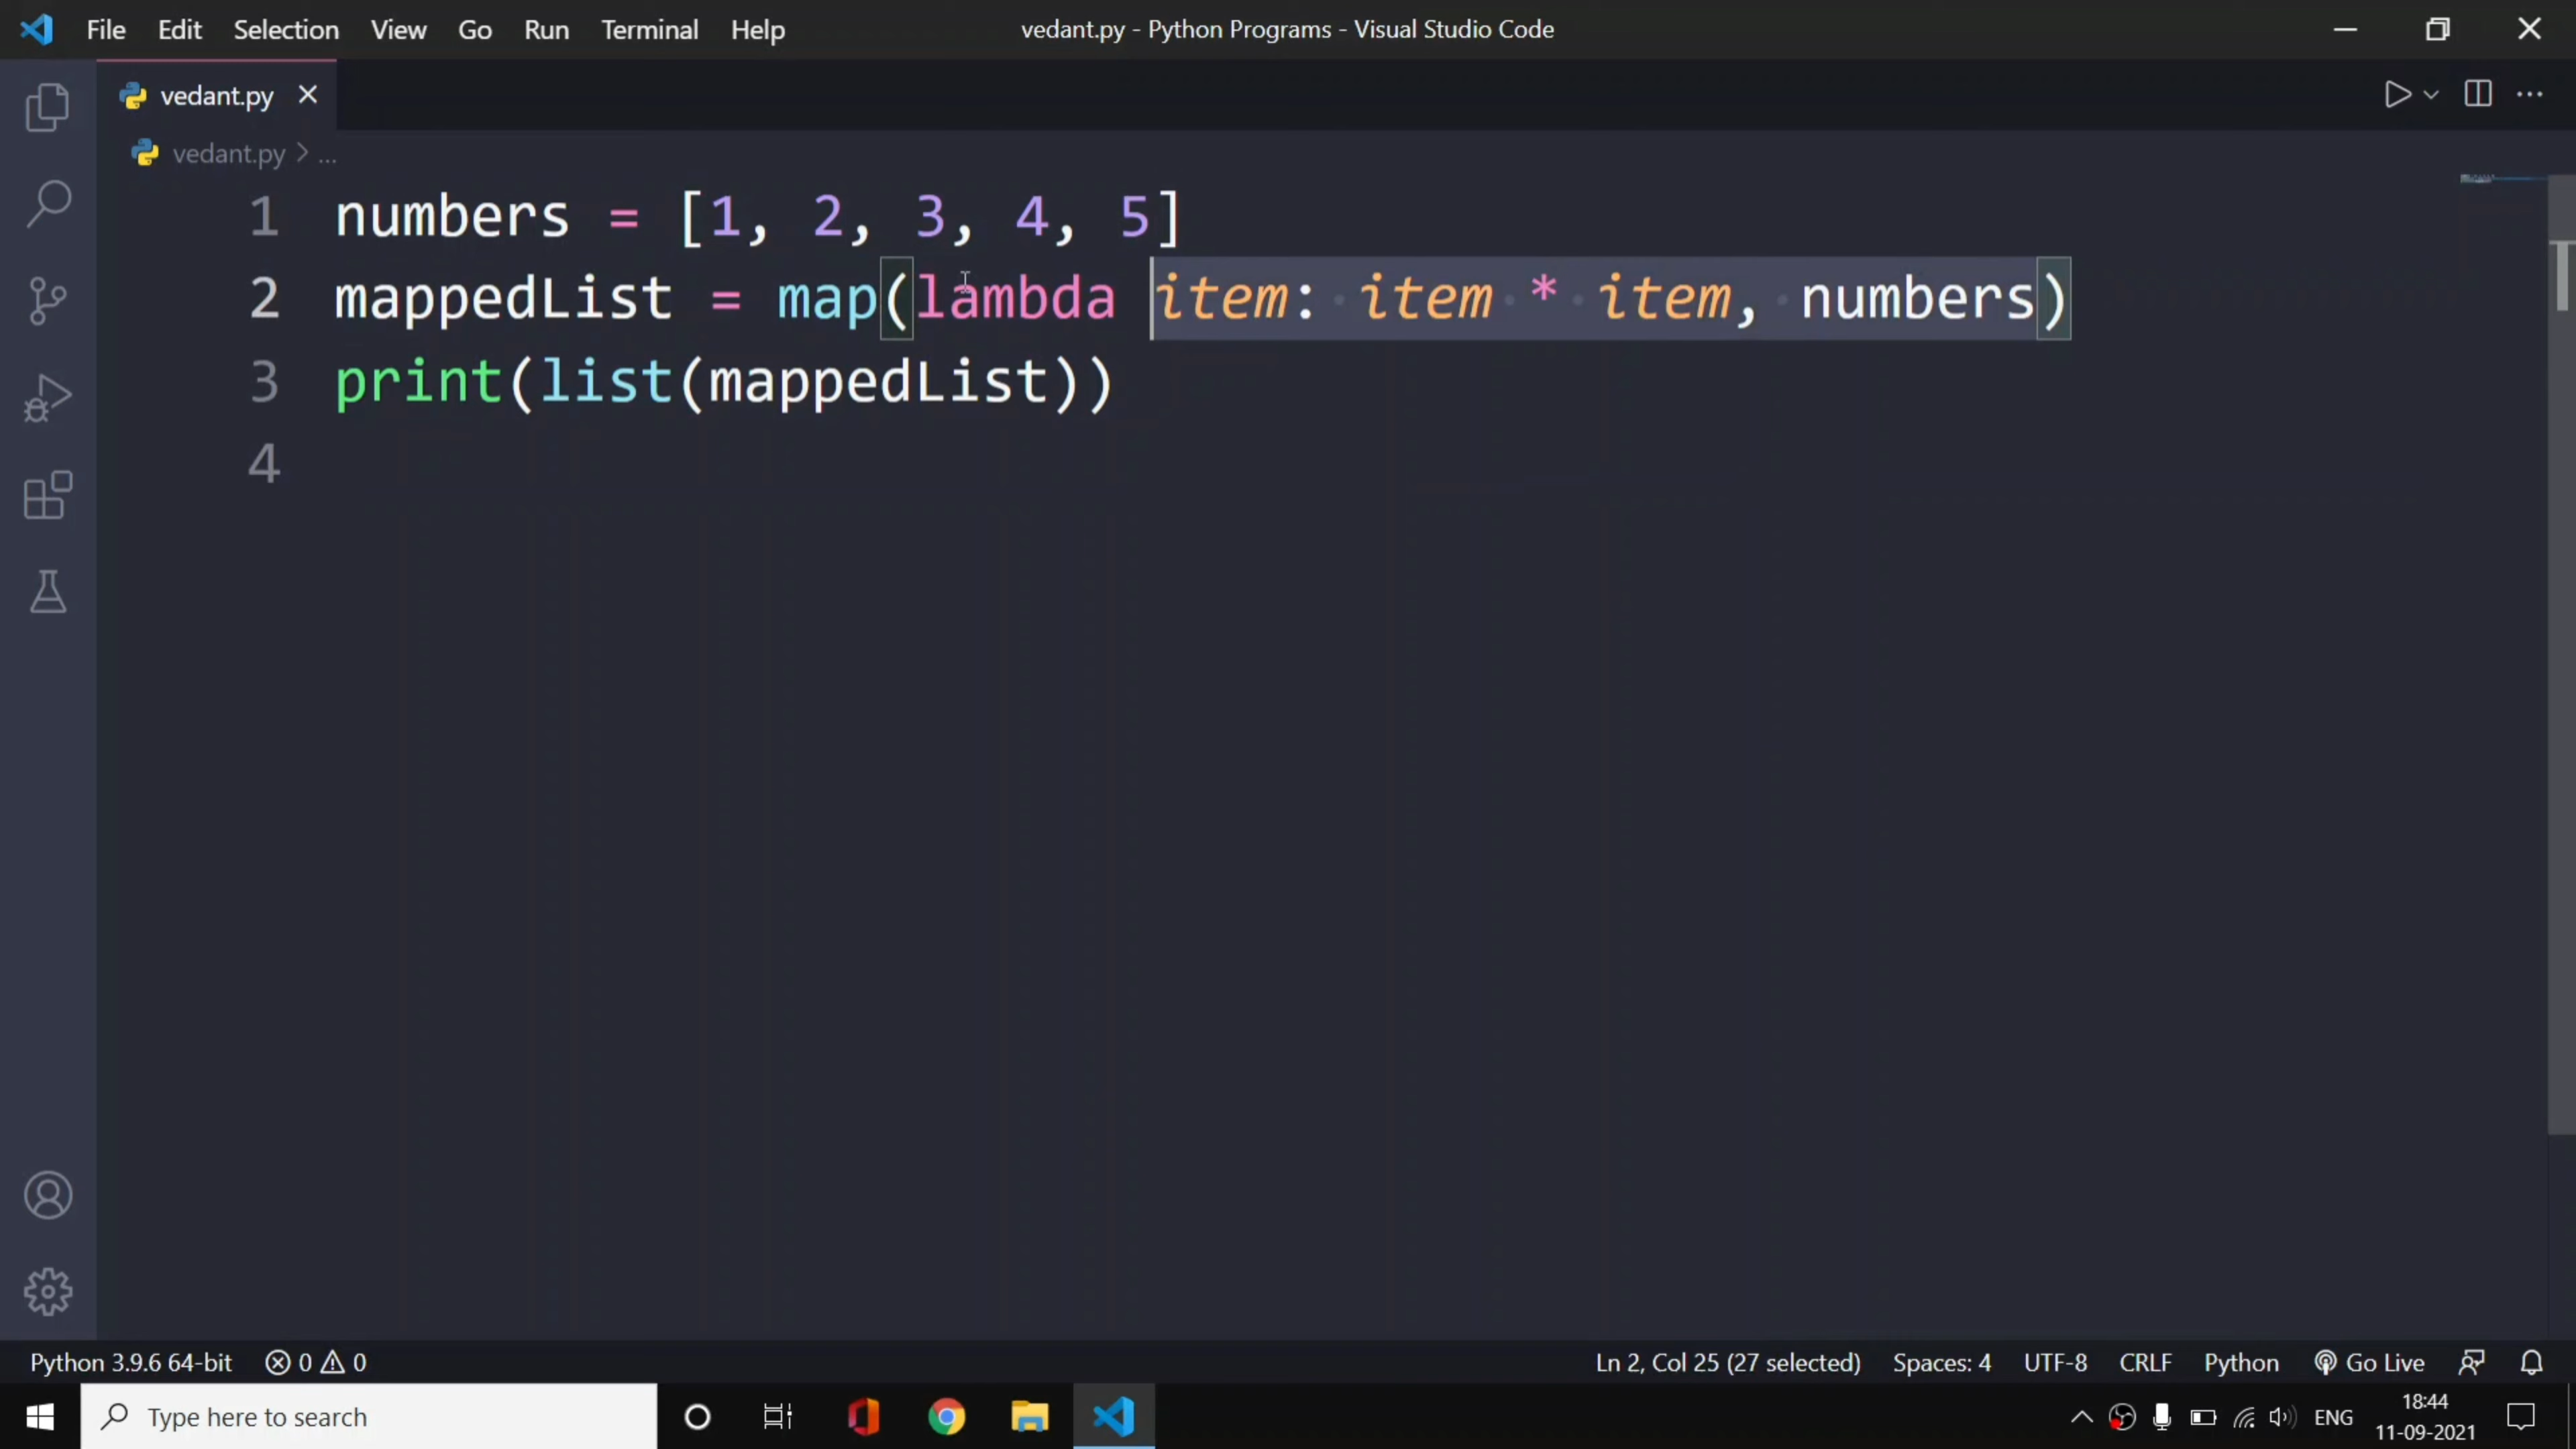 File Edit Selection View Go Run Terminal Help vedant.py - Python Programs - Visual Studio Code
vedant.py
vedant.py > ...
1 numbers = [1, 2, 3, 4, 5]
2 mappedList = map(lambda item: item * item, numbers)
3 print(list(mappedList))
4
Python 3.9.6 64-bit 0 0 Ln 2, Col 25 (27 selected) Spaces: 4 UTF-8 CRLF Python Go Live
Type here to search ENG 18:44
11-09-2021